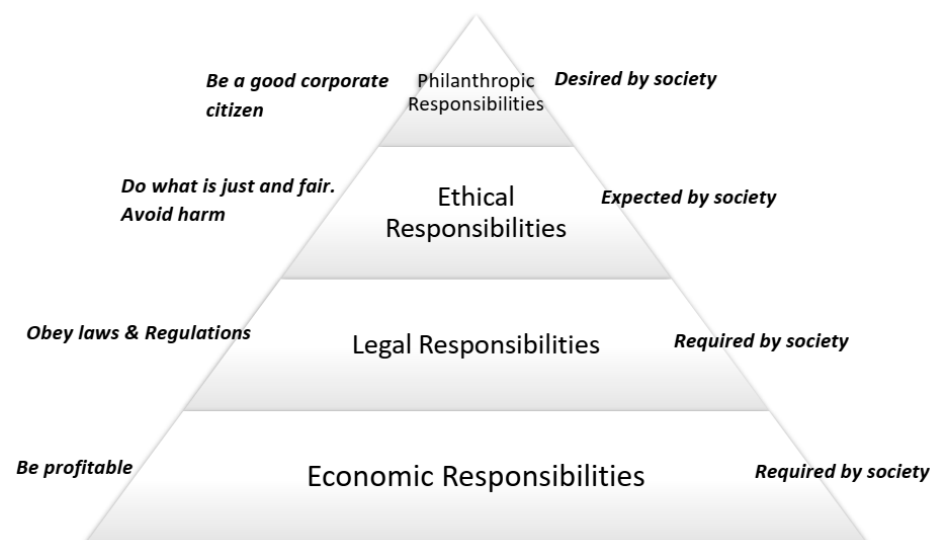 Be a good corporate
citizen
Philanthropic
Responsibilities
Desired by society
Do what is just and fair.
Avoid harm
Ethical
Responsibilities
Expected by society
Obey laws & Regulations
Legal Responsibilities
Required by society
Be profitable
Economic Responsibilities
Required by society